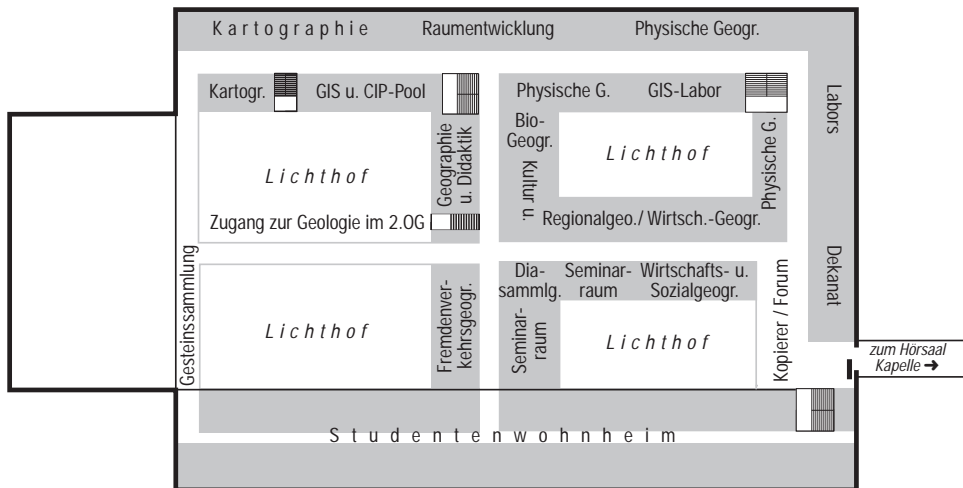 Kartographie
Raumentwicklung
Physische Geogr.
Kartogr.
GIS u. CIP-Pool
Physische G.
GIS-Labor
Labors
Bio-
Geogr.
Kultur u.
Lichthof
Geographie
u. Didaktik
Lichthof
Physische G.
Zugang zur Geologie im 2.OG
Regionalgeo./ Wirtsch.-Geogr.
Gesteinssammlung
Lichthof
Fremdenver-
kehrsgeogr.
Dia-
sammlg.
Seminar-
raum
Wirtschafts- u.
Sozialgeogr.
Seminar-
raum
Lichthof
Kopierer / Forum
Dekanat
zum Hörsaal
Kapelle ➔
Studentenwohnheim